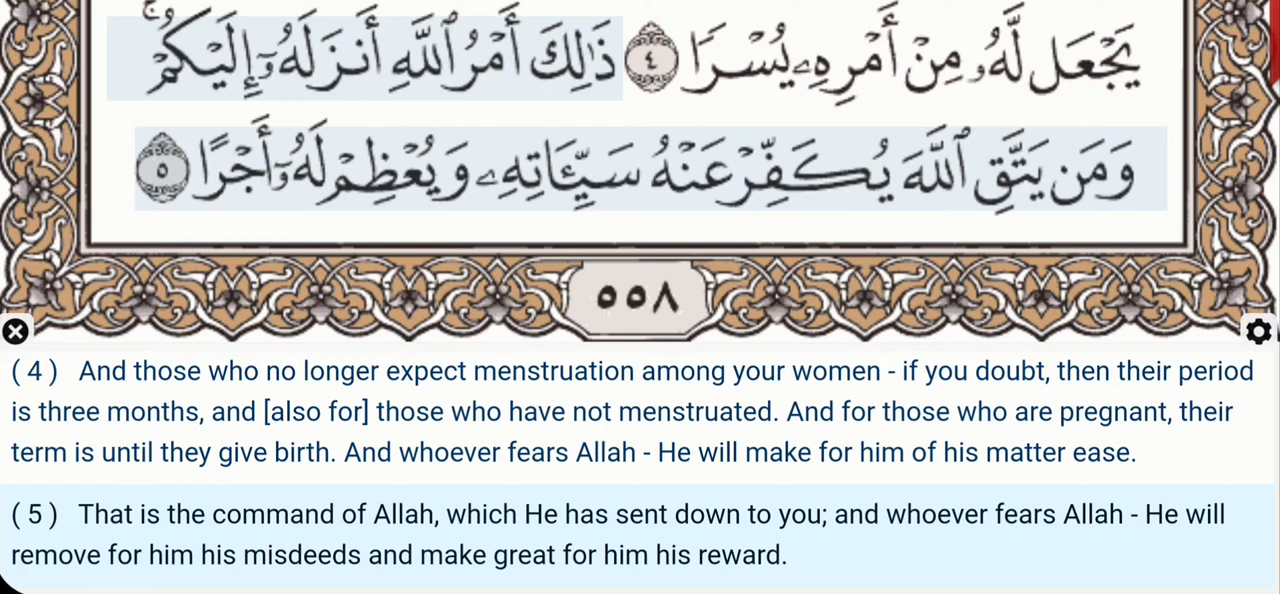 يَجْعَل لَّهُۥ مِنْ أَمْرِهِۦ يُسْرًا ٤ ذَٰلِكَ أَمْرُ ٱللَّهِ أَنزَلَهُۥٓ إِلَيْكُمْۚ
وَمَن يَتَّقِ ٱللَّهَ يُكَفِّرْ عَنْهُ سَيِّـَٔاتِهِۦ وَيُعْظِمْ لَهُۥٓ أَجْرًا ٥
٥٥٨
( 4 ) And those who no longer expect menstruation among your women - if you doubt, then their period
is three months, and [also for] those who have not menstruated. And for those who are pregnant, their
term is until they give birth. And whoever fears Allah - He will make for him of his matter ease.
( 5 ) That is the command of Allah, which He has sent down to you; and whoever fears Allah - He will
remove for him his misdeeds and make great for him his reward.